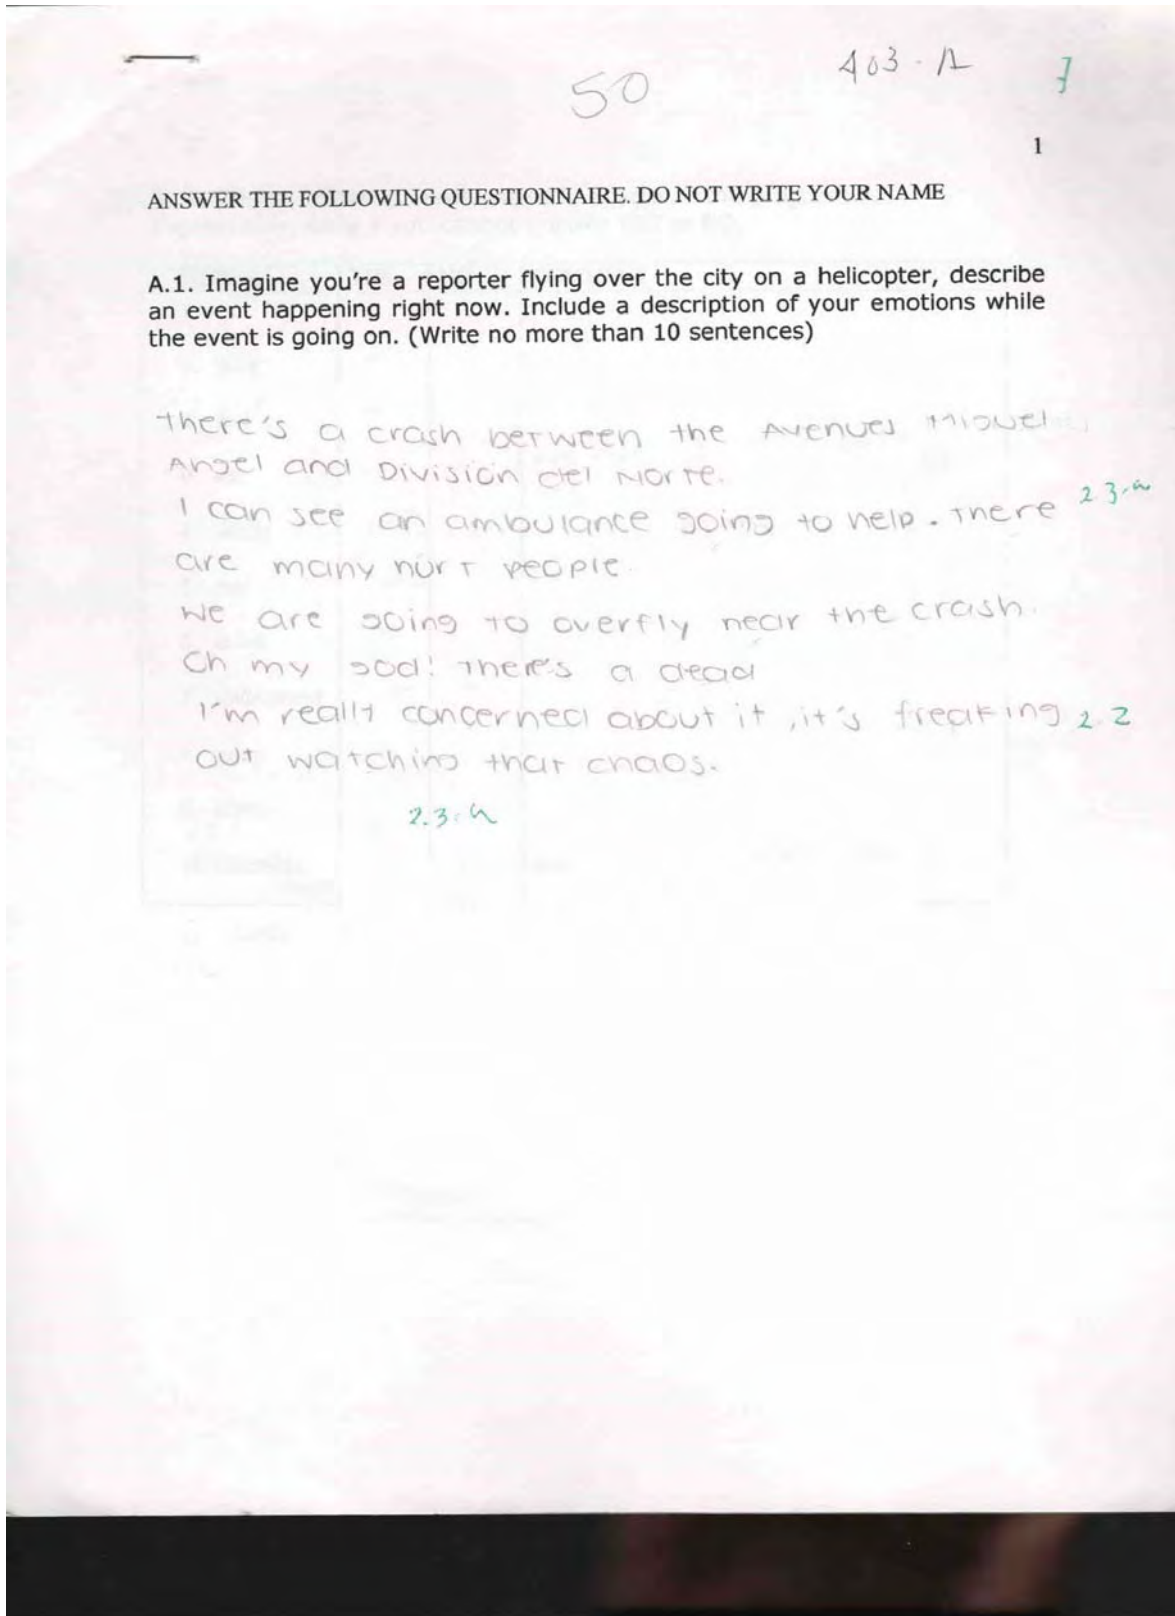 50
403-A
1
ANSWER THE FOLLOWING QUESTIONNAIRE. DO NOT WRITE YOUR NAME
A.1. Imagine you're a reporter flying over the city on a helicopter, describe
an event happening right now. Include a description of your emotions while
the event is going on. (Write no more than 10 sentences)
there's a crash between the Avenues Miguel
Angel and División del Norte.
I can see an ambulance going to help. There 2.3.a
are many hurt people.
We are going to overfly near the crash.
Oh my god! There's a dead
I'm really concerned about it, it's freaking 2.2
out watching that chaos.
2.3.a